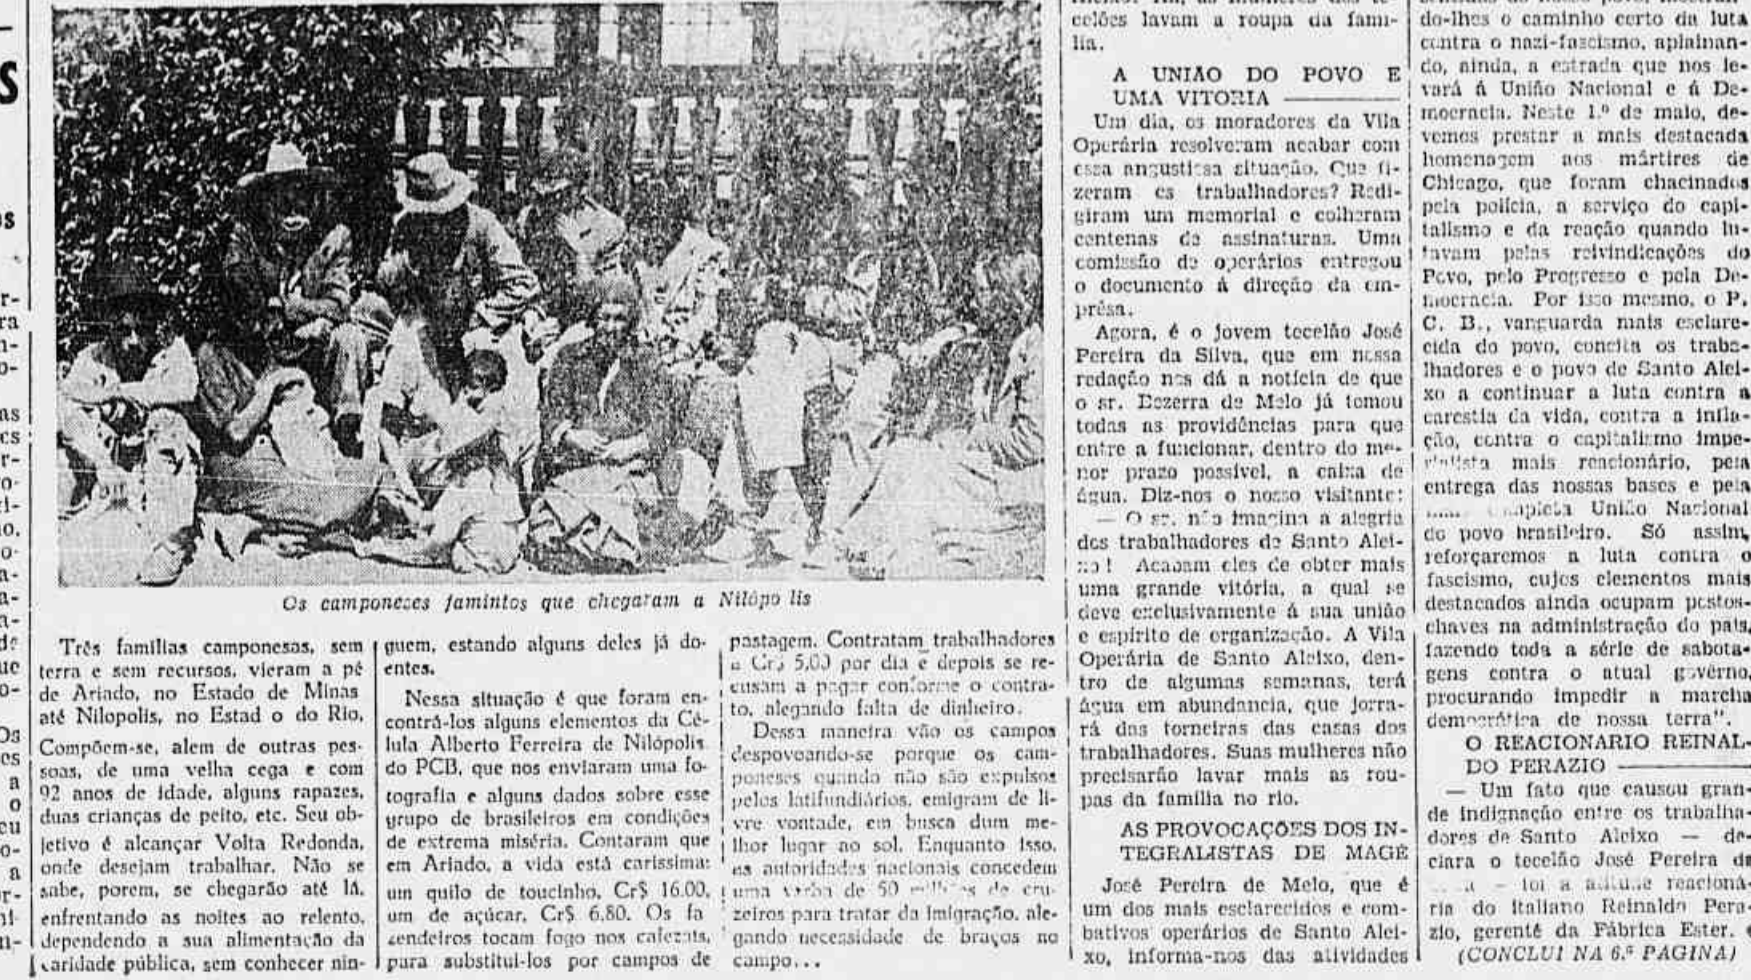 Os camponezes famintos que chegaram a Nilópo lis
Três famílias camponesas, sem
terra e sem recursos, vieram a pé
de Ariado, no Estado de Minas
até Nilopolis, no Estad o do Rio.
Compõem-se, alem de outras pes-
soas, de uma velha cega e com
92 anos de idade, alguns rapazes,
duas crianças de peito, etc. Seu ob-
jetivo é alcançar Volta Redonda,
onde desejam trabalhar. Não se
sabe, porem, se chegarão até lá,
enfrentando as noites ao relento,
dependendo a sua alimentação da
caridade pública, sem conhecer nin-
guem, estando alguns deles já do-
entes.
Nessa situação é que foram en-
contrá-los alguns elementos da Cé-
lula Alberto Ferreira de Nilópolis
do PCB, que nos enviaram uma fo-
tografia e alguns dados sobre esse
grupo de brasileiros em condições
de extrema miséria. Contaram que
em Ariado, a vida está carissima:
um quilo de toucinho, Cr$ 16,00,
um de açúcar, Cr$ 6,80. Os fa
zendeiros tocam fogo nos cafezais,
para substitui-los por campos de
pastagem. Contratam trabalhadores
a Cr$ 5,00 por dia e depois se re-
cusam a pagar conforme o contra-
to, alegando falta de dinheiro.
Dessa maneira vão os campos
despovoando-se porque os cam-
poneses quando não são expulsos
pelos latifundiários, emigram de li-
vre vontade, em busca dum me-
lhor lugar ao sol. Enquanto isso,
as autoridades nacionais concedem
uma verba de 50 milhões de cru-
zeiros para tratar da imigração, ale-
gando necessidade de braços no
campo...
celões lavam a roupa da fami-
lia.
A UNIÃO DO POVO E
UMA VITORIA
Um dia, os moradores da Vila
Operária resolveram acabar com
essa angustiosa situação. Que fi-
zeram os trabalhadores? Redi-
giram um memorial e colheram
centenas de assinaturas. Uma
comissão de operários entregou
o documento á direção da em-
prêsa.
Agora, é o jovem tecelão José
Pereira da Silva, que em nossa
redação nos dá a notícia de que
o sr. Bezerra de Melo já tomou
todas as providências para que
entre a funcionar, dentro do me-
nor prazo possivel, a caixa de
água. Diz-nos o nosso visitante:
— O sr. não imagina a alegria
dos trabalhadores de Santo Alei-
xo! Acabam eles de obter mais
uma grande vitória, a qual se
deve exclusivamente á sua união
e espirito de organização. A Vila
Operária de Santo Aleixo, den-
tro de algumas semanas, terá
água em abundancia, que jorra-
rá das torneiras das casas dos
trabalhadores. Suas mulheres não
precisarão lavar mais as rou-
pas da família no rio.
AS PROVOCAÇÕES DOS IN-
TEGRALISTAS DE MAGÉ
José Pereira de Melo, que é
um dos mais esclarecidos e com-
bativos operários de Santo Alei-
xo, informa-nos das atividades
do-lhes o caminho certo da luta
contra o nazi-fascismo, aplainan-
do, ainda, a estrada que nos le-
vará á União Nacional e á De-
mocracia. Neste 1.º de maio, de-
vemos prestar a mais destacada
homenagem aos mártires de
Chicago, que foram chacinados
pela polícia, a serviço do capi-
talismo e da reação quando lu-
tavam pelas reivindicações do
Povo, pelo Progresso e pela De-
mocracia. Por isso mesmo, o P.
C. B., vanguarda mais esclare-
cida do povo, concita os traba-
lhadores e o povo de Santo Alei-
xo a continuar a luta contra a
carestia da vida, contra a infla-
ção, contra o capitalismo impe-
rialista mais reacionário, pela
entrega das nossas bases e pela
completa União Nacional
do povo brasileiro. Só assim,
reforçaremos a luta contra o
fascismo, cujos elementos mais
destacados ainda ocupam postos-
chaves na administração do país,
fazendo toda a série de sabota-
gens contra o atual govêrno,
procurando impedir a marcha
democrática de nossa terra".
O REACIONARIO REINAL-
DO PERAZIO
— Um fato que causou gran-
de indignação entre os trabalha-
dores de Santo Aleixo — de-
clara o tecelão José Pereira da
— foi a atitude reacioná-
ria do italiano Reinaldo Pera-
zio, gerente da Fábrica Ester, e
(CONCLUI NA 6.ª PAGINA)